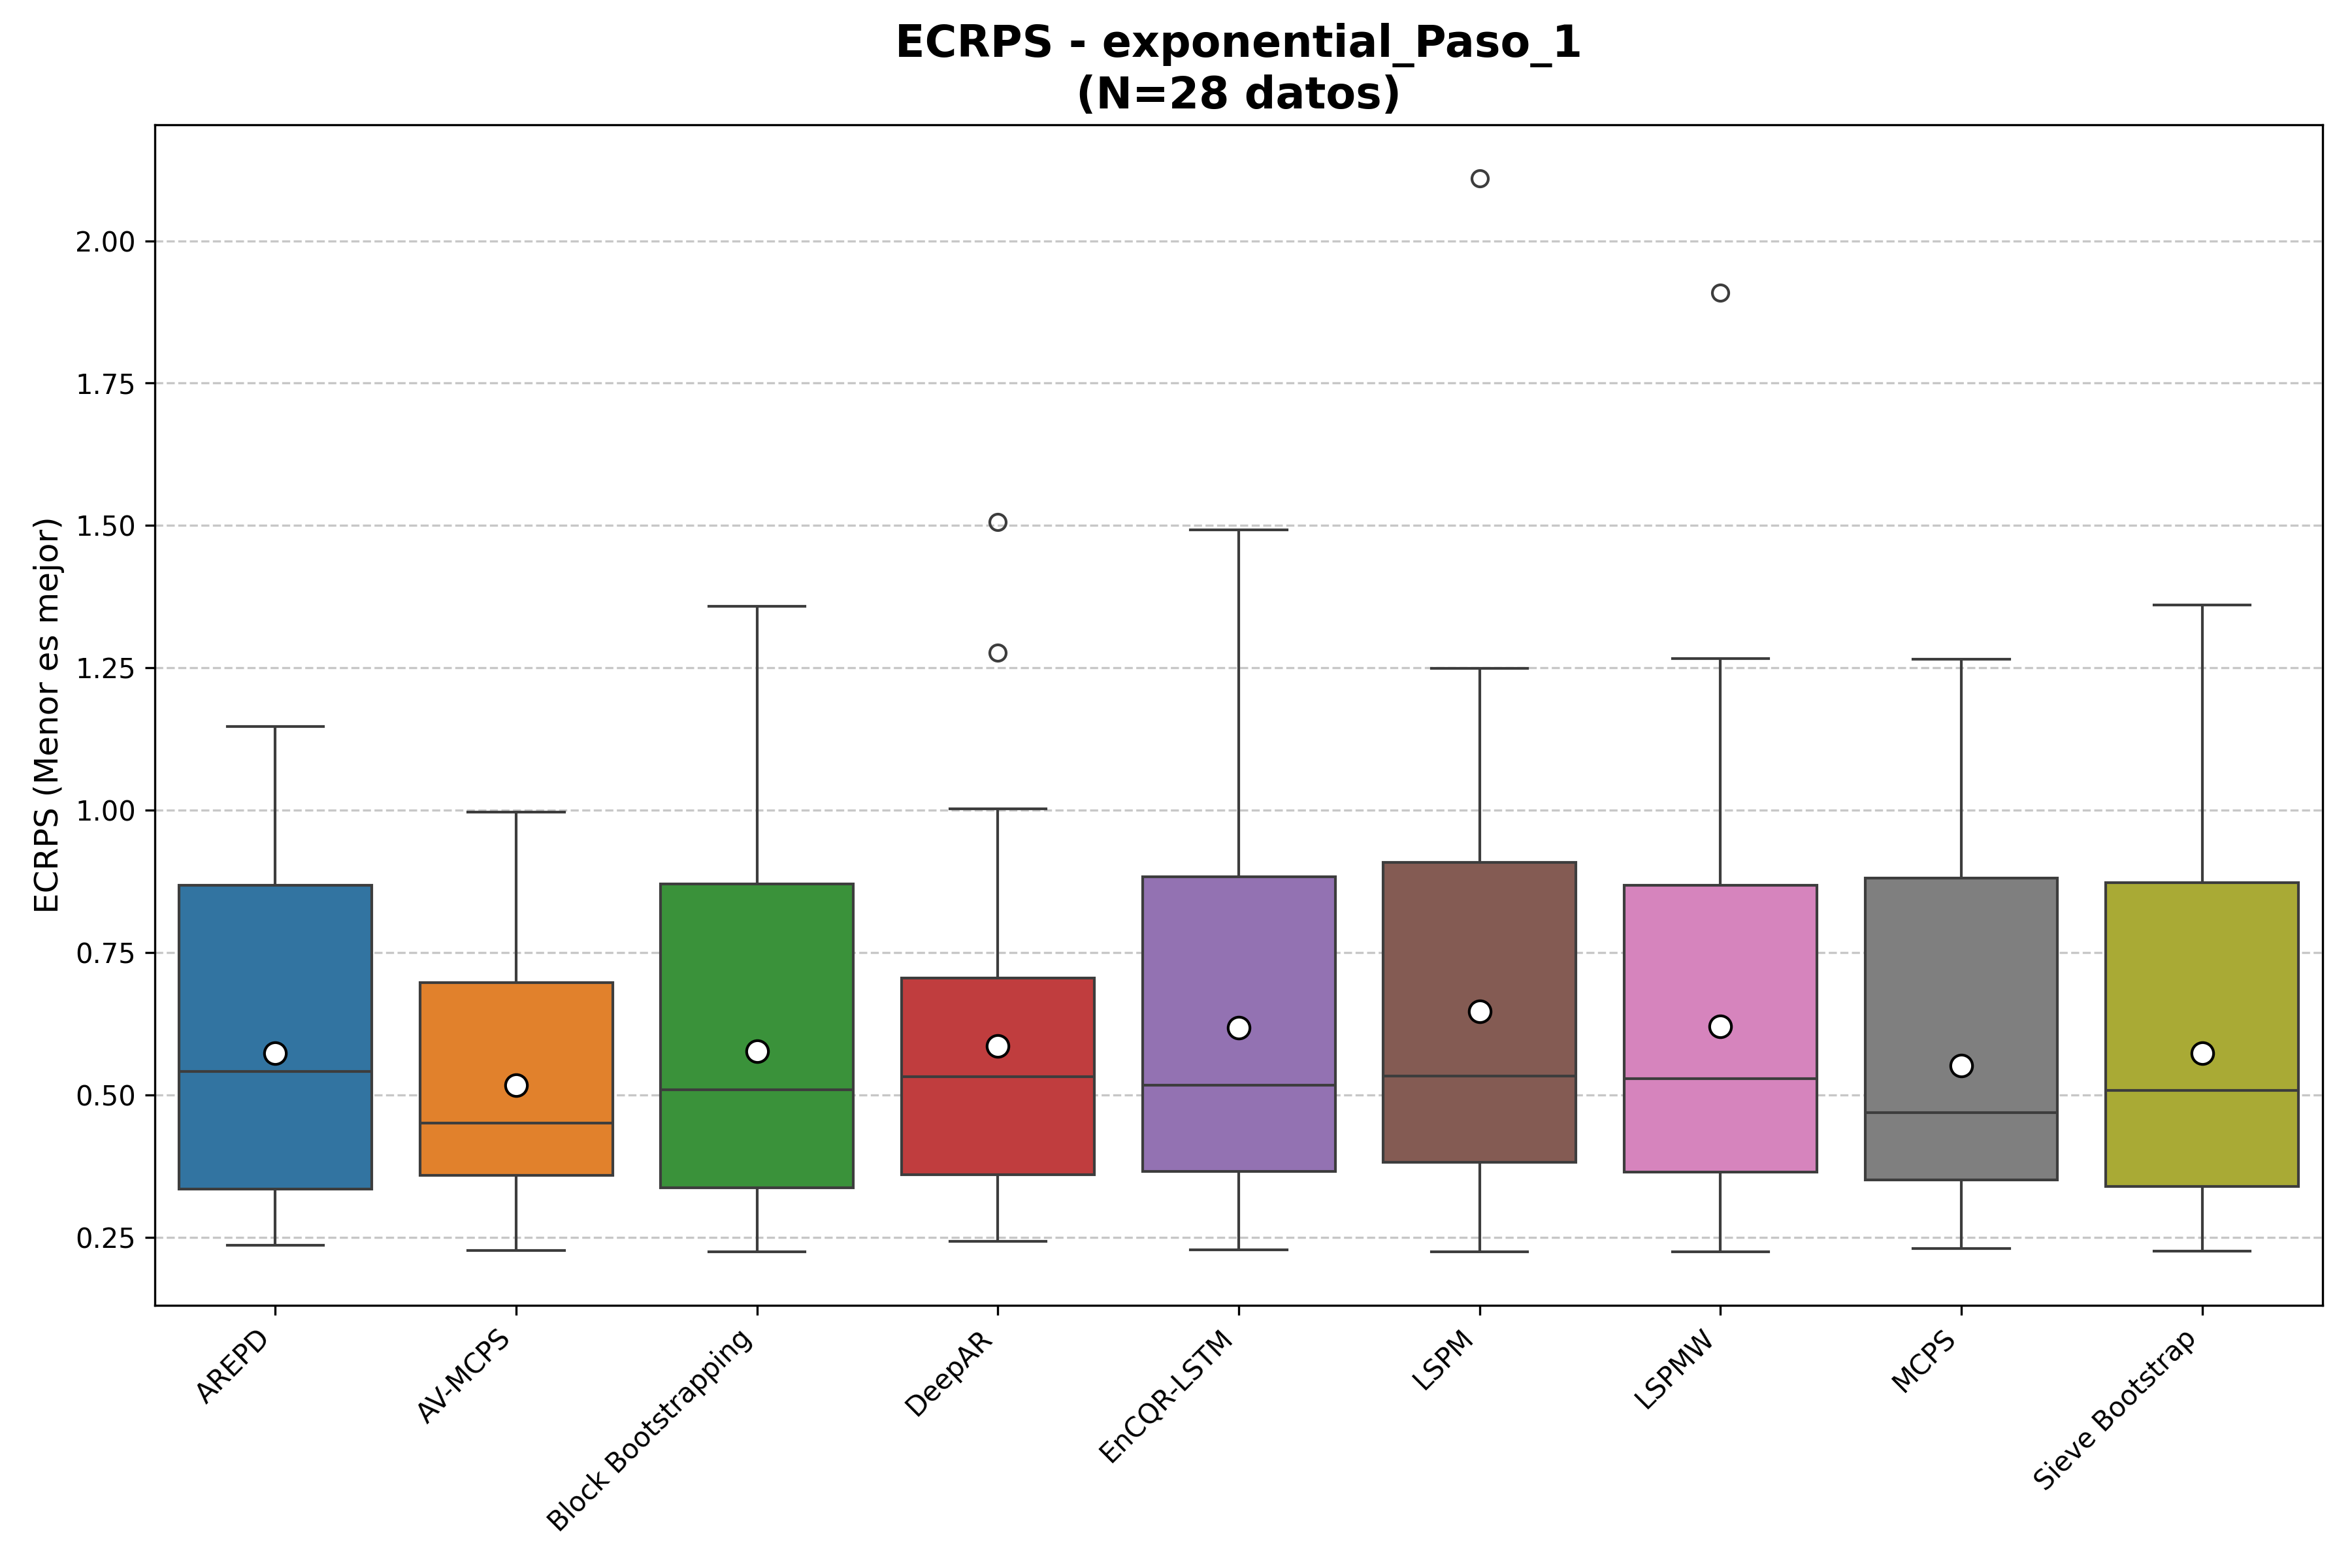 ECRPS - exponential_Paso_1
(N=28 datos)
ECRPS (Menor es mejor)
2.00
1.75
1.50
1.25
1.00
0.75
0.50
0.25
AREPD
AV-MCPS
Block Bootstrapping
DeepAR
EnCQR-LSTM
LSPM
LSPMW
MCPS
Sieve Bootstrap